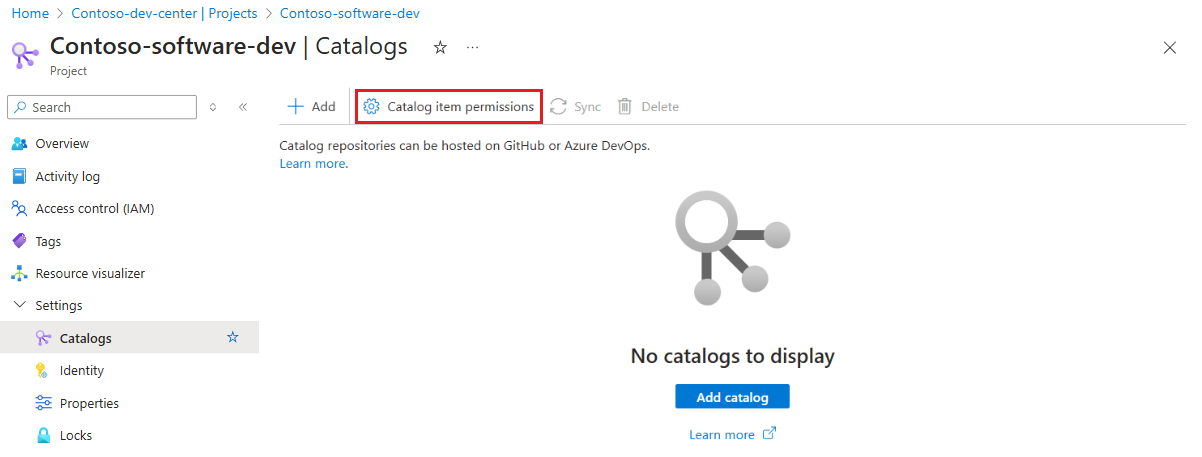 Home > Contoso-dev-center | Projects > Contoso-software-dev
Contoso-software-dev | Catalogs
Project
Search
Overview
Activity log
Access control (IAM)
Tags
Resource visualizer
Settings
Catalogs
Identity
Properties
Locks
Add
Catalog item permissions
Sync
Delete
Catalog repositories can be hosted on GitHub or Azure DevOps.
Learn more.
No catalogs to display
Add catalog
Learn more